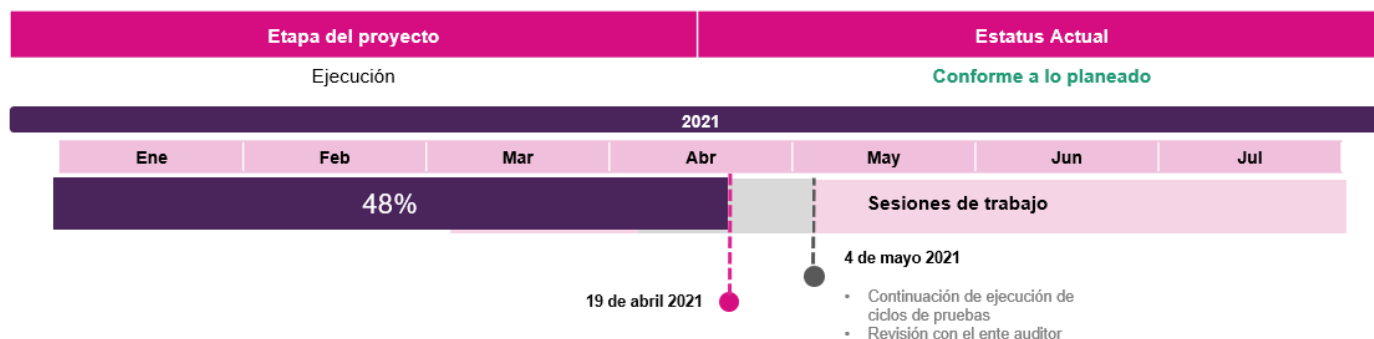 Etapa del proyecto
Estatus Actual
Ejecución
Conforme a lo planeado
2021
Ene Feb Mar Abr May Jun Jul
48%
Sesiones de trabajo
4 de mayo 2021
19 de abril 2021
• Continuación de ejecución de
ciclos de pruebas
• Revisión con el ente auditor